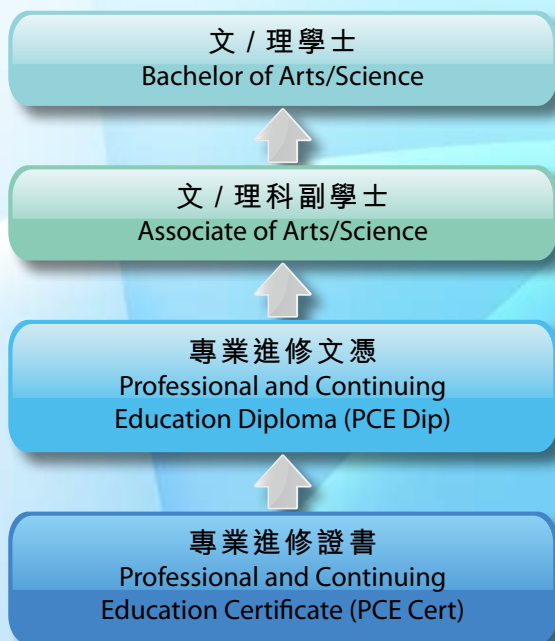 文 / 理學士
Bachelor of Arts/Science
文 / 理科副學士
Associate of Arts/Science
專業進修文憑
Professional and Continuing
Education Diploma (PCE Dip)
專業進修證書
Professional and Continuing
Education Certificate (PCE Cert)